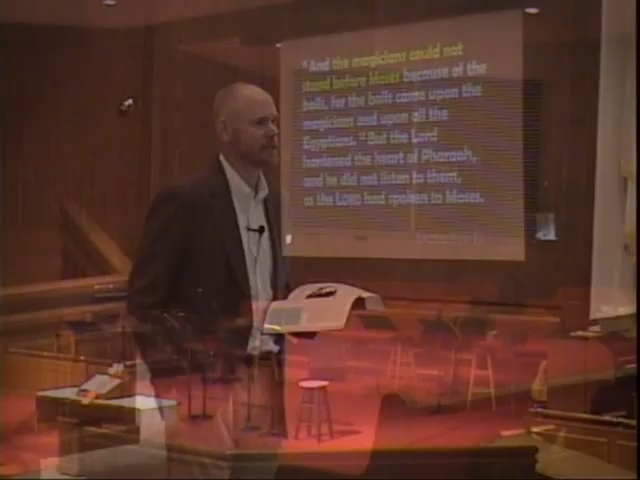 ¹¹And the magicians could not
stand before Moses because of the
boils, for the boils came upon the
magicians and upon all the
Egyptians. ¹² But the Lord
hardened the heart of Pharaoh,
and he did not listen to them,
as the LORD had spoken to Moses.